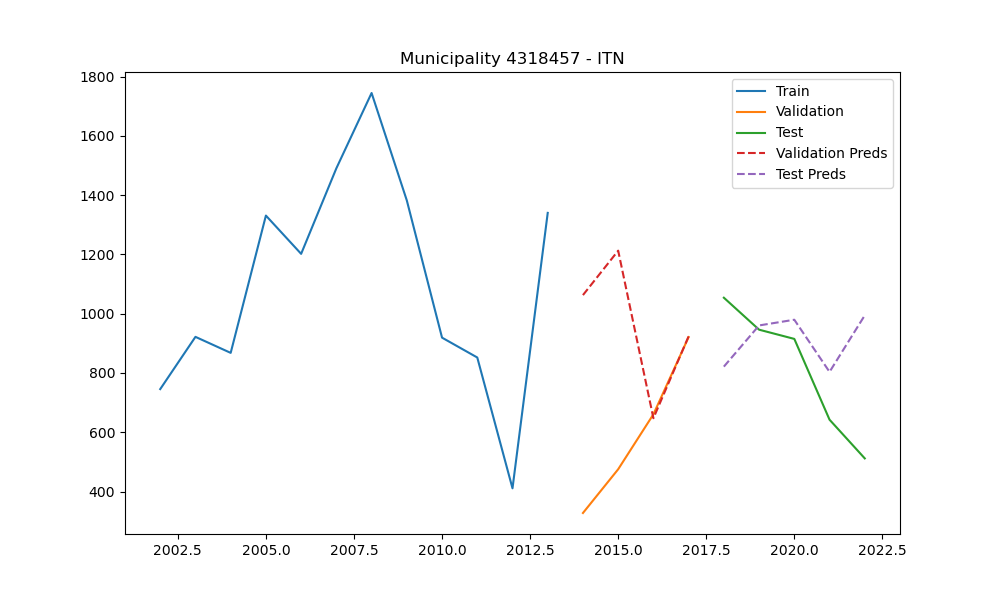 Municipality 4318457 - ITN
Train
Validation
Test
Validation Preds
Test Preds
1800
1600
1400
1200
1000
800
600
400
2002.5 2005.0 2007.5 2010.0 2012.5 2015.0 2017.5 2020.0 2022.5